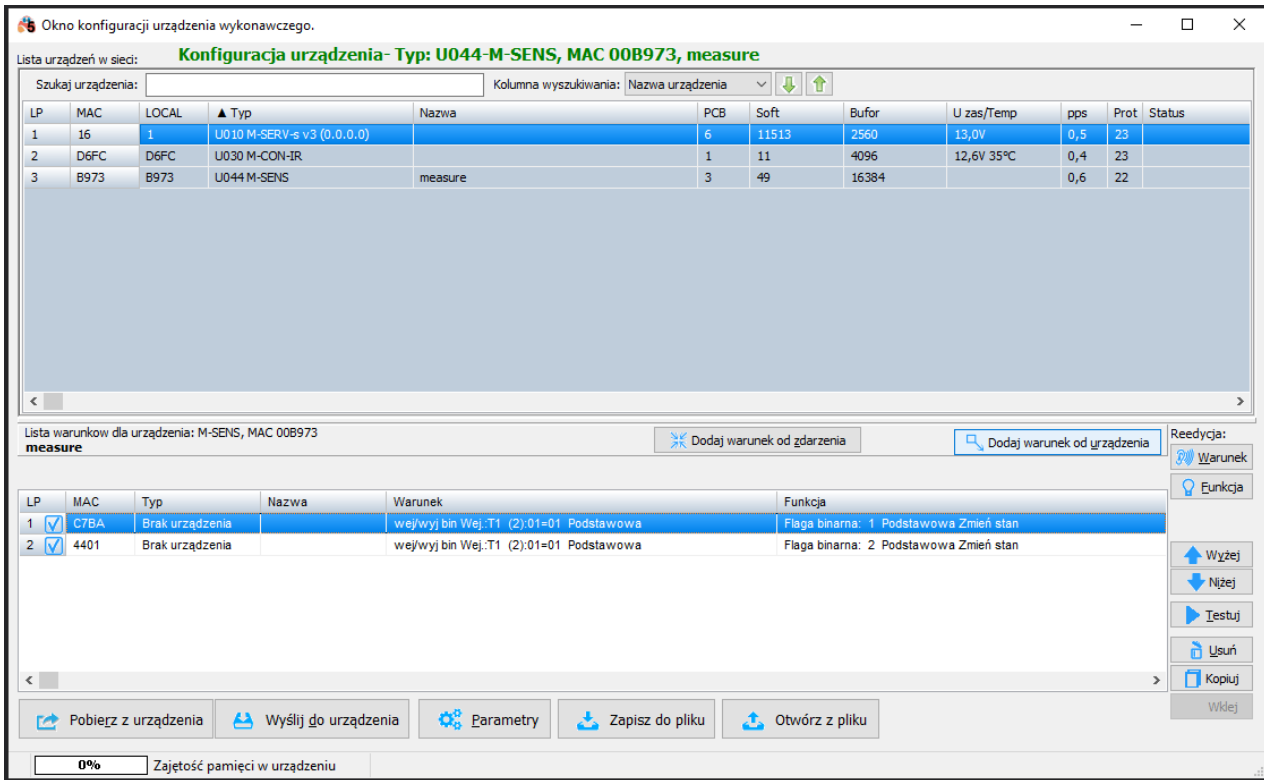 Okno konfiguracji urządzenia wykonawczego.
Lista urządzeń w sieci: Konfiguracja urządzenia- Typ: U044-M-SENS, MAC 00B973, measure
Szukaj urządzenia: Kolumna wyszukiwania: Nazwa urządzenia
LP MAC LOCAL ▲ Typ Nazwa PCB Soft Bufor U zas/Temp pps Prot Status
1 16 1 U010 M-SERV-s v3 (0.0.0.0) 6 11513 2560 13,0V 0,5 23
2 D6FC D6FC U030 M-CON-IR 1 11 4096 12,6V 35°C 0,4 23
3 B973 B973 U044 M-SENS measure 3 49 16384 0,6 22
Lista warunkow dla urządzenia: M-SENS, MAC 00B973
measure
Dodaj warunek od zdarzenia
Dodaj warunek od urządzenia
Reedycja:
Warunek
Funkcja
LP MAC Typ Nazwa Warunek Funkcja
1 C7BA Brak urządzenia wej/wyj bin Wej.:T1 (2):01=01 Podstawowa Flaga binarna: 1 Podstawowa Zmień stan
2 4401 Brak urządzenia wej/wyj bin Wej.:T1 (2):01=01 Podstawowa Flaga binarna: 2 Podstawowa Zmień stan
Wyżej
Niżej
Testuj
Usuń
Kopiuj
Wklej
Pobierz z urządzenia Wyślij do urządzenia Parametry Zapisz do pliku Otwórz z pliku
0% Zajętość pamięci w urządzeniu